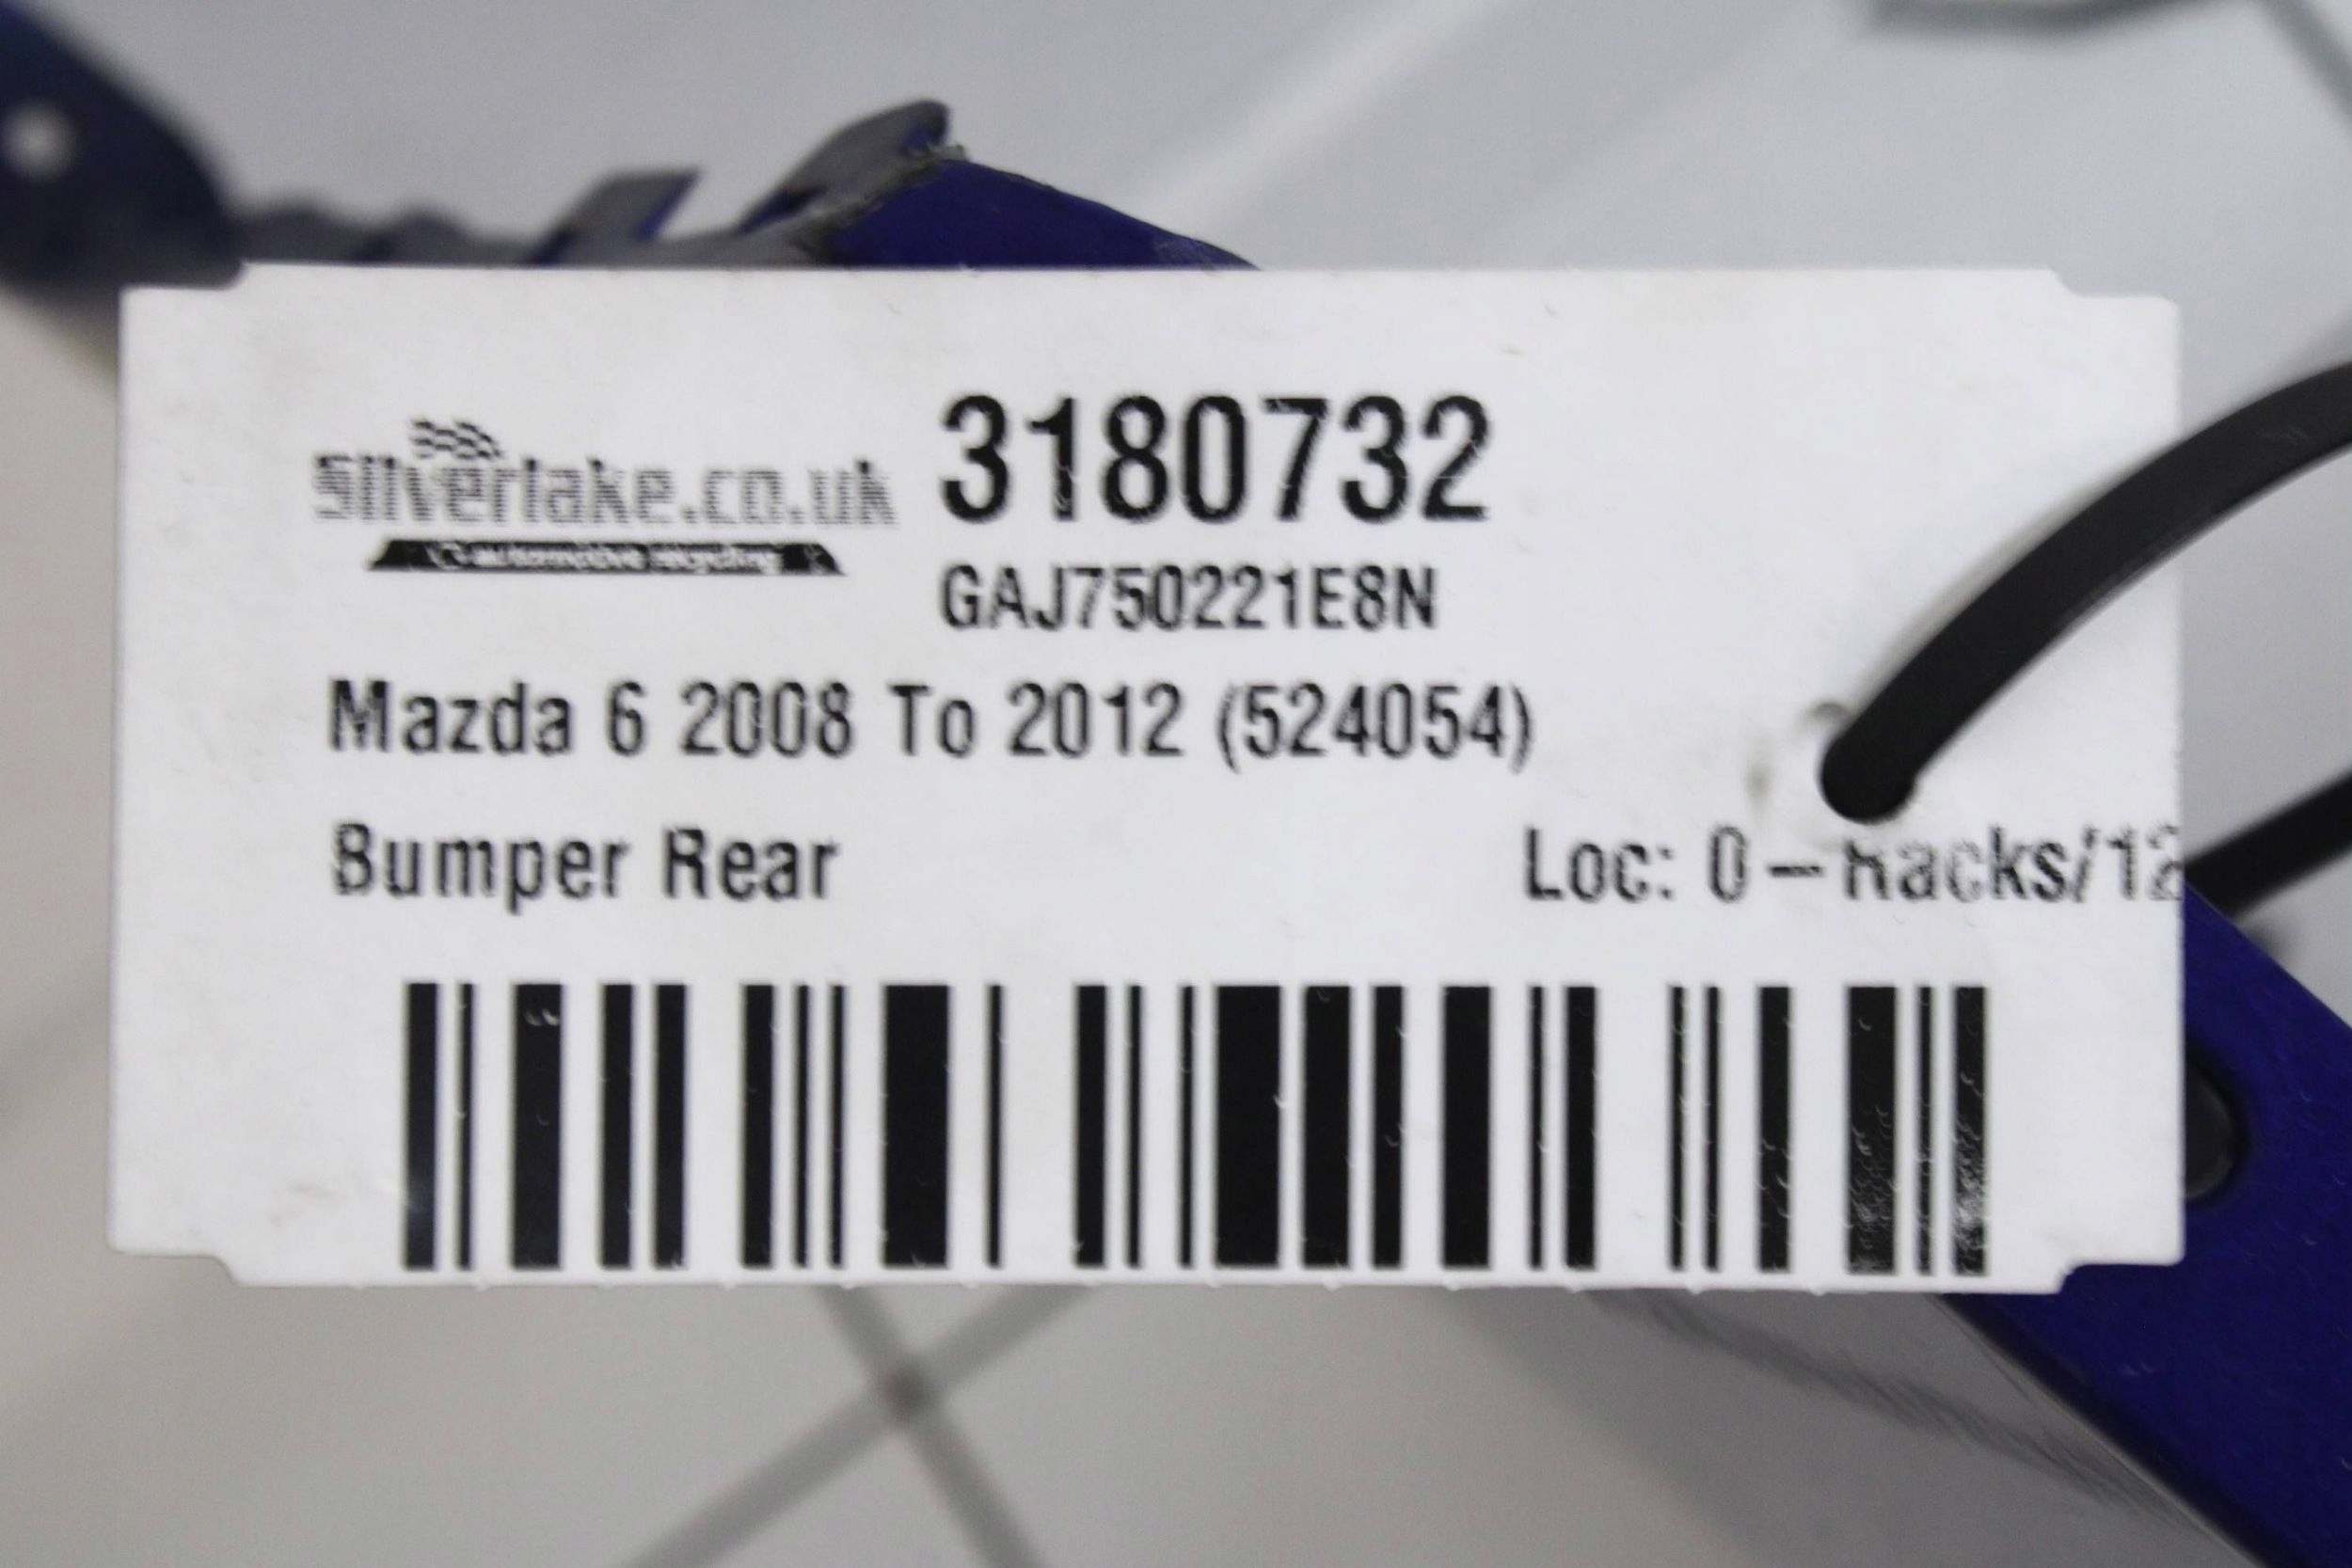 Silverlake.co.uk 3180732
automotive recycling
GAJ750221E8N
Mazda 6 2008 To 2012 (524054)
Bumper Rear Loc: 0 – Racks/12